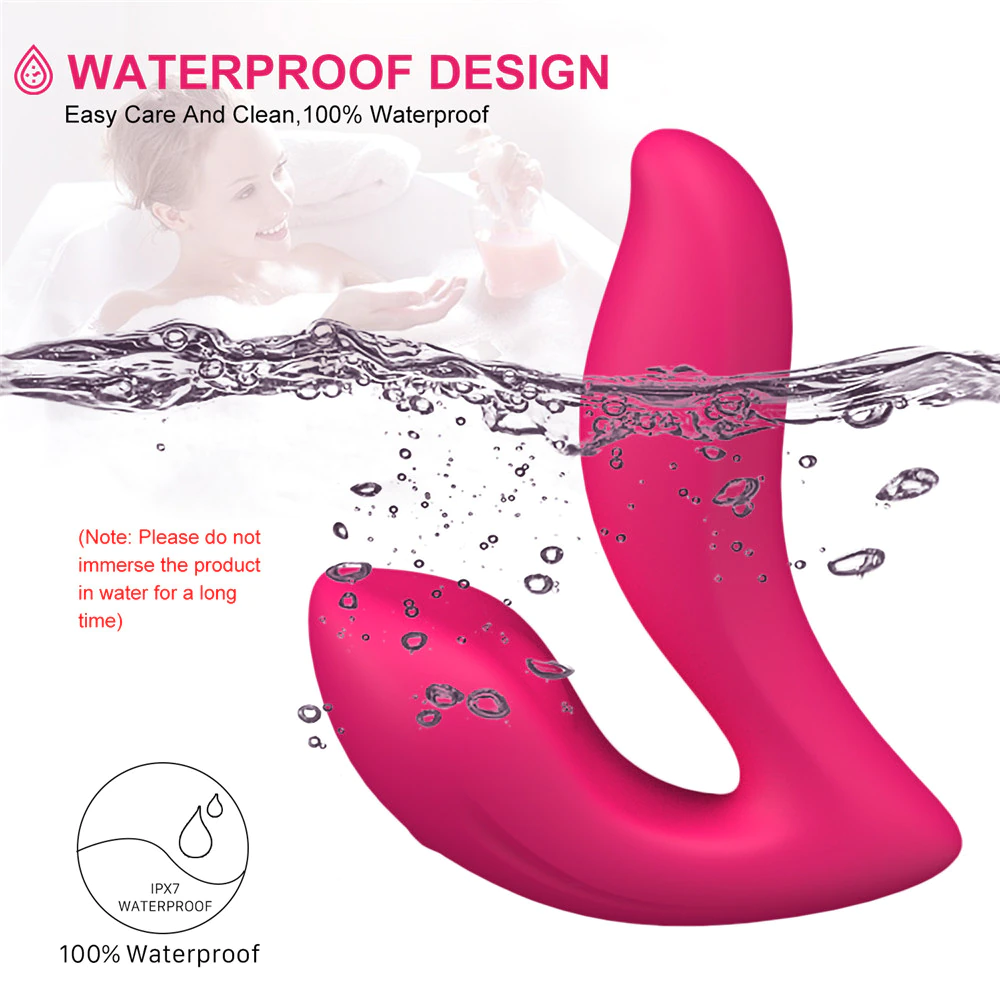 WATERPROOF DESIGN
Easy Care And Clean,100% Waterproof
(Note: Please do not
immerse the product
in water for a long
time)
IPX7
WATERPROOF
100% Waterproof